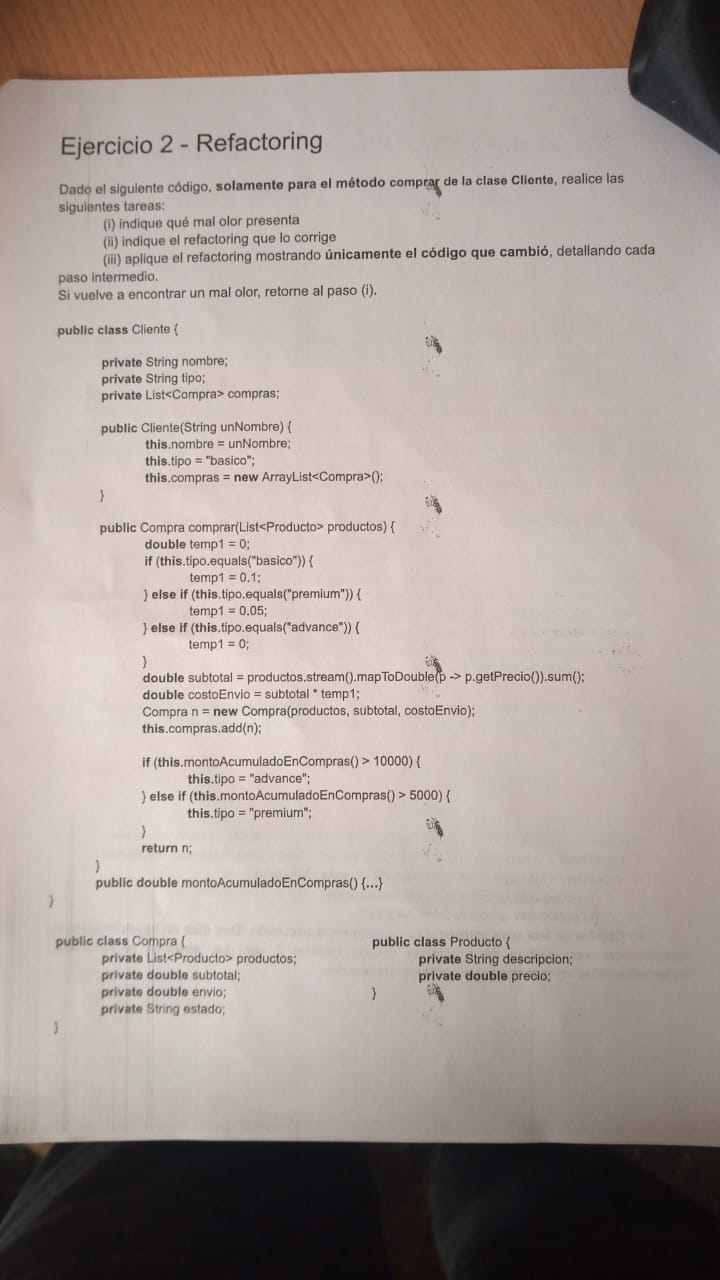 Ejercicio 2 - Refactoring
Dado el siguiente código, solamente para el método comprar de la clase Cliente, realice las
siguientes tareas:
(i) indique qué mal olor presenta
(ii) indique el refactoring que lo corrige
(iii) aplique el refactoring mostrando únicamente el código que cambió, detallando cada
paso intermedio.
Si vuelve a encontrar un mal olor, retorne al paso (i).
public class Cliente {
private String nombre;
private String tipo;
private List<Compra> compras;
public Cliente(String unNombre) {
this.nombre = unNombre;
this.tipo = "basico";
this.compras = new ArrayList<Compra>();
}
public Compra comprar(List<Producto> productos) {
double temp1 = 0;
if (this.tipo.equals("basico")) {
temp1 = 0.1;
} else if (this.tipo.equals("premium")) {
temp1 = 0.05;
} else if (this.tipo.equals("advance")) {
temp1 = 0;
}
double subtotal = productos.stream().mapToDouble(p -> p.getPrecio()).sum();
double costoEnvio = subtotal * temp1;
Compra n = new Compra(productos, subtotal, costoEnvio);
this.compras.add(n);
if (this.montoAcumuladoEnCompras() > 10000) {
this.tipo = "advance";
} else if (this.montoAcumuladoEnCompras() > 5000) {
this.tipo = "premium";
}
return n;
}
public double montoAcumuladoEnCompras() {...}
}
public class Compra {
private List<Producto> productos;
private double subtotal;
private double envio;
private String estado;
}
public class Producto {
private String descripcion;
private double precio;
}